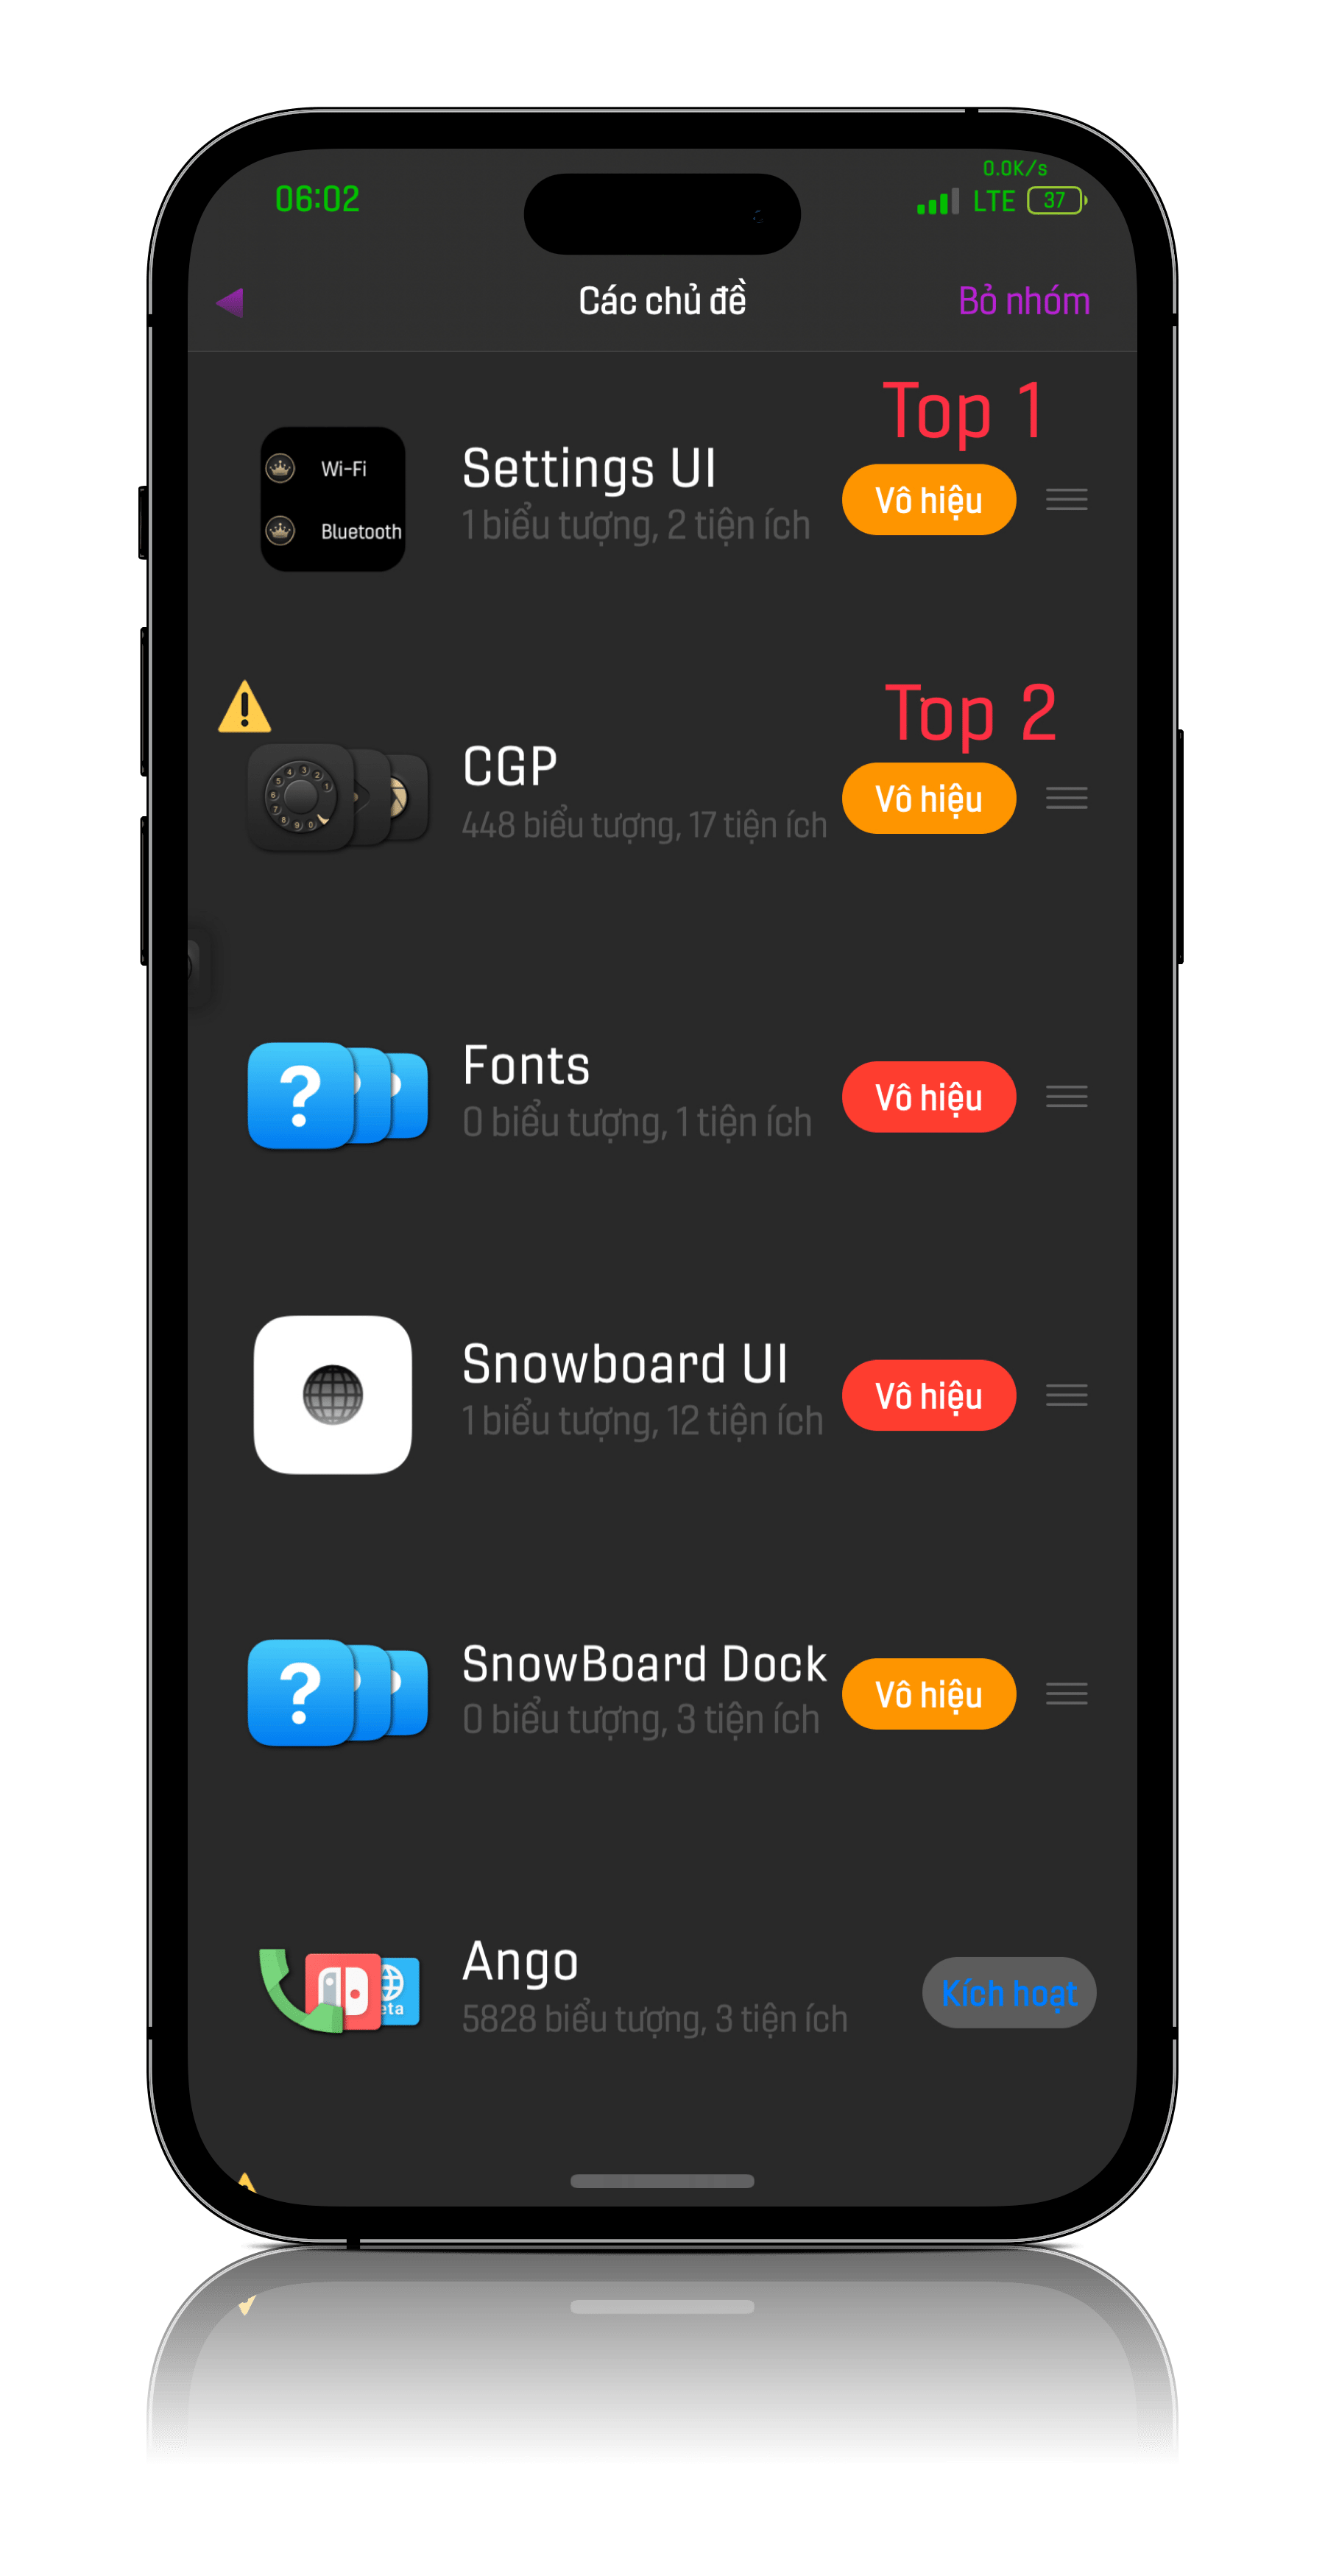 0.0K/s
06:02
LTE 37
Các chủ đề
Bỏ nhóm
Top 1
Wi-Fi
Bluetooth
Settings UI
1 biểu tượng, 2 tiện ích
Vô hiệu
Top 2
CGP
448 biểu tượng, 17 tiện ích
Vô hiệu
?
Fonts
0 biểu tượng, 1 tiện ích
Vô hiệu
Snowboard UI
1 biểu tượng, 12 tiện ích
Vô hiệu
?
SnowBoard Dock
0 biểu tượng, 3 tiện ích
Vô hiệu
Ango
5828 biểu tượng, 3 tiện ích
Kích hoạt